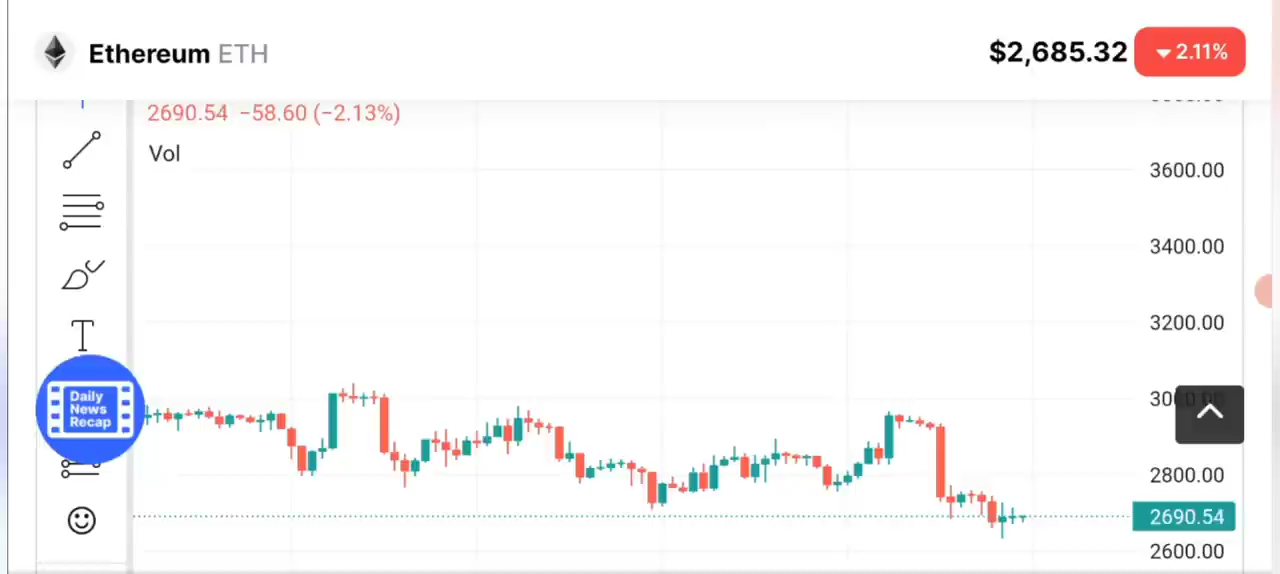 Ethereum ETH
$2,685.32 2.11%
2690.54 −58.60 (−2.13%)
Vol
3600.00
3400.00
3200.00
2800.00
2690.54
2600.00
Daily
News
Recap